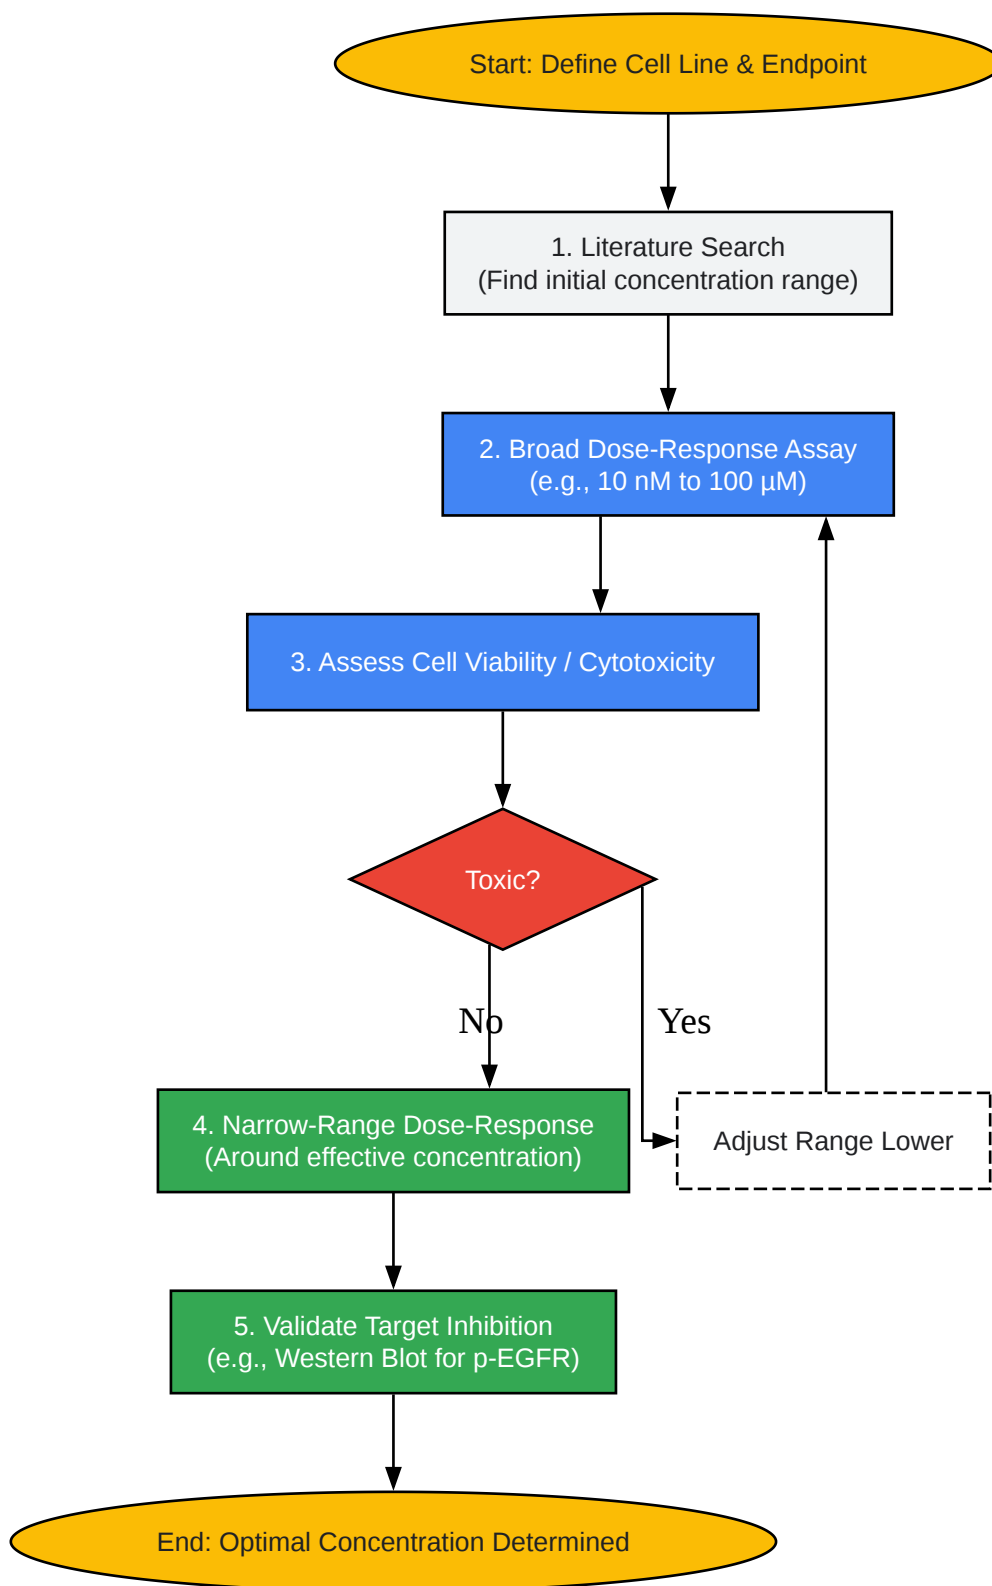 Start: Define Cell Line & Endpoint
1. Literature Search
(Find initial concentration range)
2. Broad Dose-Response Assay
(e.g., 10 nM to 100 µM)
3. Assess Cell Viability / Cytotoxicity
Toxic?
No
Yes
4. Narrow-Range Dose-Response
(Around effective concentration)
Adjust Range Lower
5. Validate Target Inhibition
(e.g., Western Blot for p-EGFR)
End: Optimal Concentration Determined